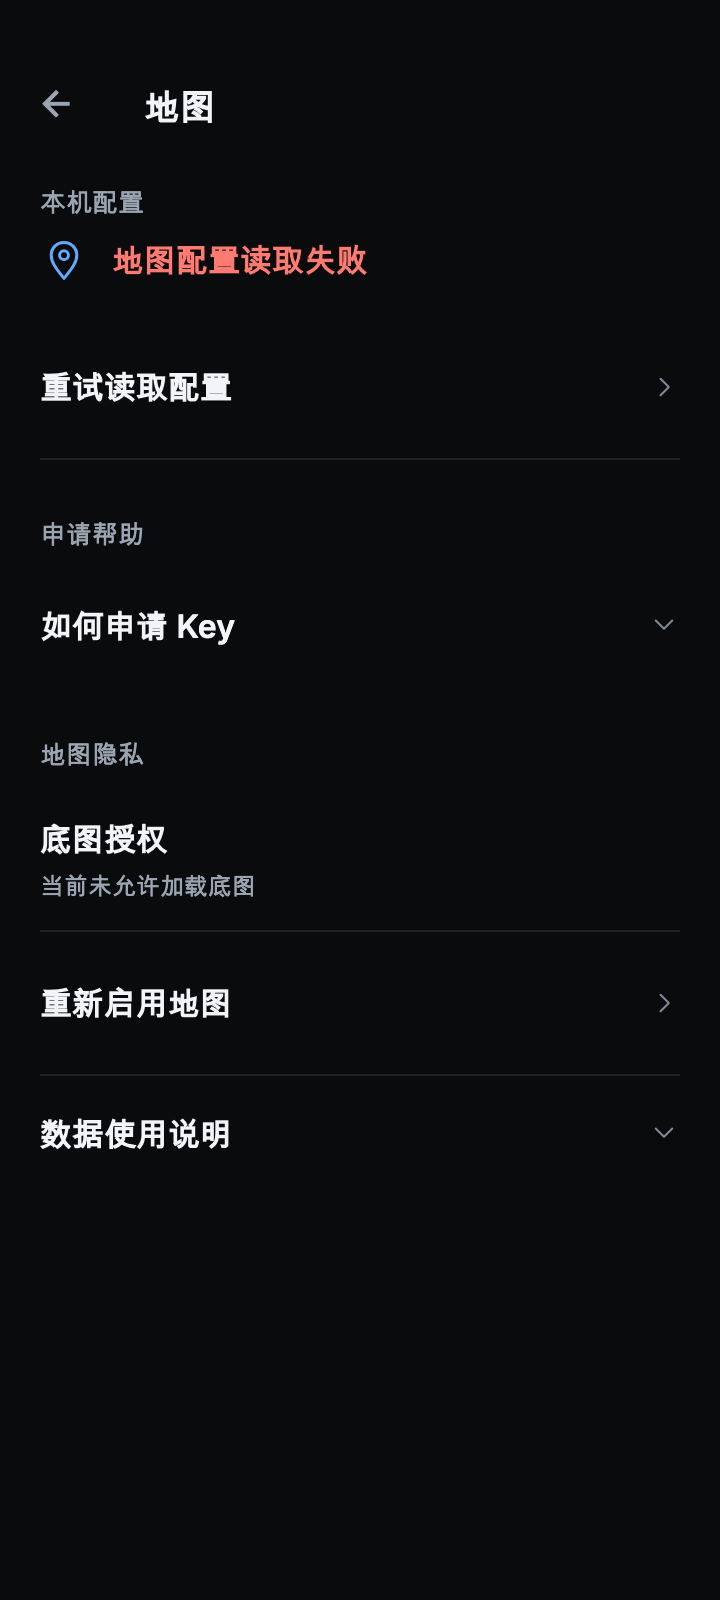 地图
本机配置
地图配置读取失败
重试读取配置
申请帮助
如何申请 Key
地图隐私
底图授权
当前未允许加载底图
重新启用地图
数据使用说明